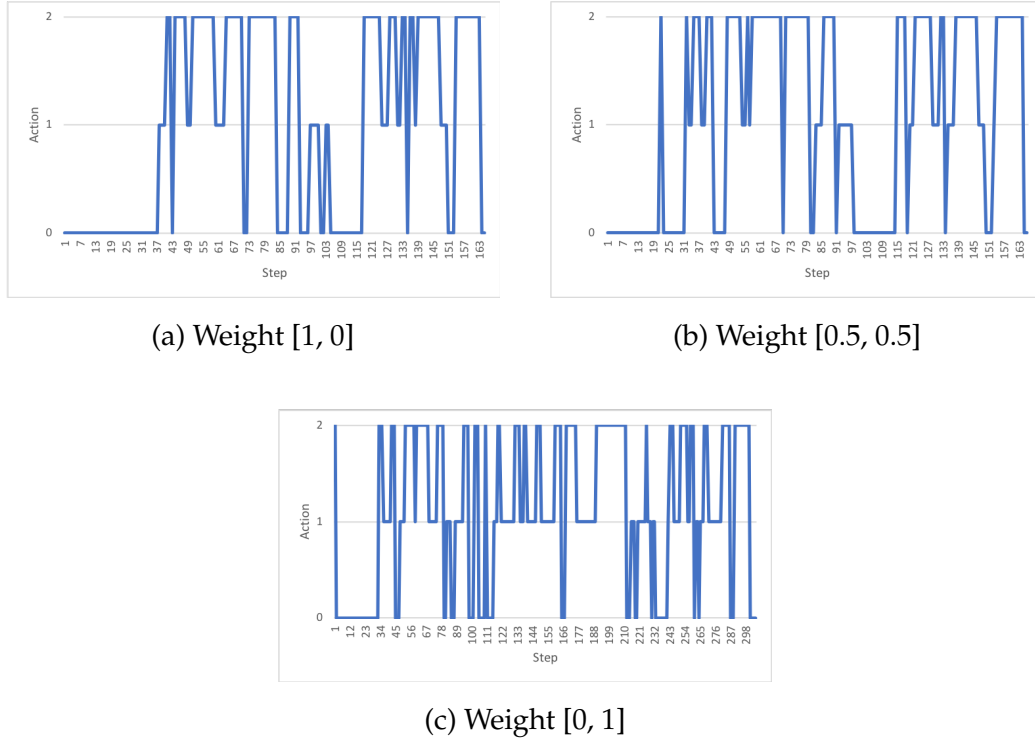 2
1
0
Action
1 7 13 19 25 31 37 43 49 55 61 67 73 79 85 91 97 103 109 115 121 127 133 139 145 151 157 163
Step
(a) Weight [1, 0]
2
1
0
Action
1 7 13 19 25 31 37 43 49 55 61 67 73 79 85 91 97 103 109 115 121 127 133 139 145 151 157 163
Step
(b) Weight [0.5, 0.5]
2
1
0
Action
1 12 23 34 45 56 67 78 89 100 111 122 133 144 155 166 177 188 199 210 221 232 243 254 265 276 287 298
Step
(c) Weight [0, 1]